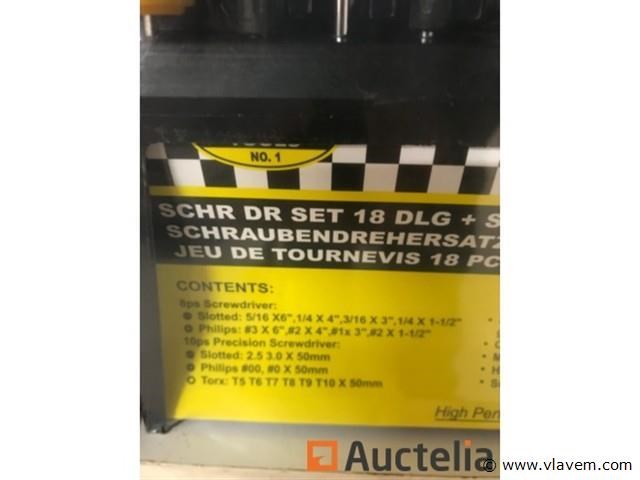 NO. 1
SCHR DR SET 18 DLG + S
SCHRAUBENDREHERSATZ
JEU DE TOURNEVIS 18 PC
CONTENTS:
8ps Screwdriver:
Slotted: 5/16 X6",1/4 X 4",3/16 X 3",1/4 X 1-1/2"
Philips: #3 X 6",#2 X 4",#1x 3",#2 X 1-1/2"
10ps Precision Screwdriver:
Slotted: 2.5 3.0 X 50mm
Philips #00, #0 X 50mm
Torx: T5 T6 T7 T8 T9 T10 X 50mm
High Per
Auctelia
© www.vlavem.com